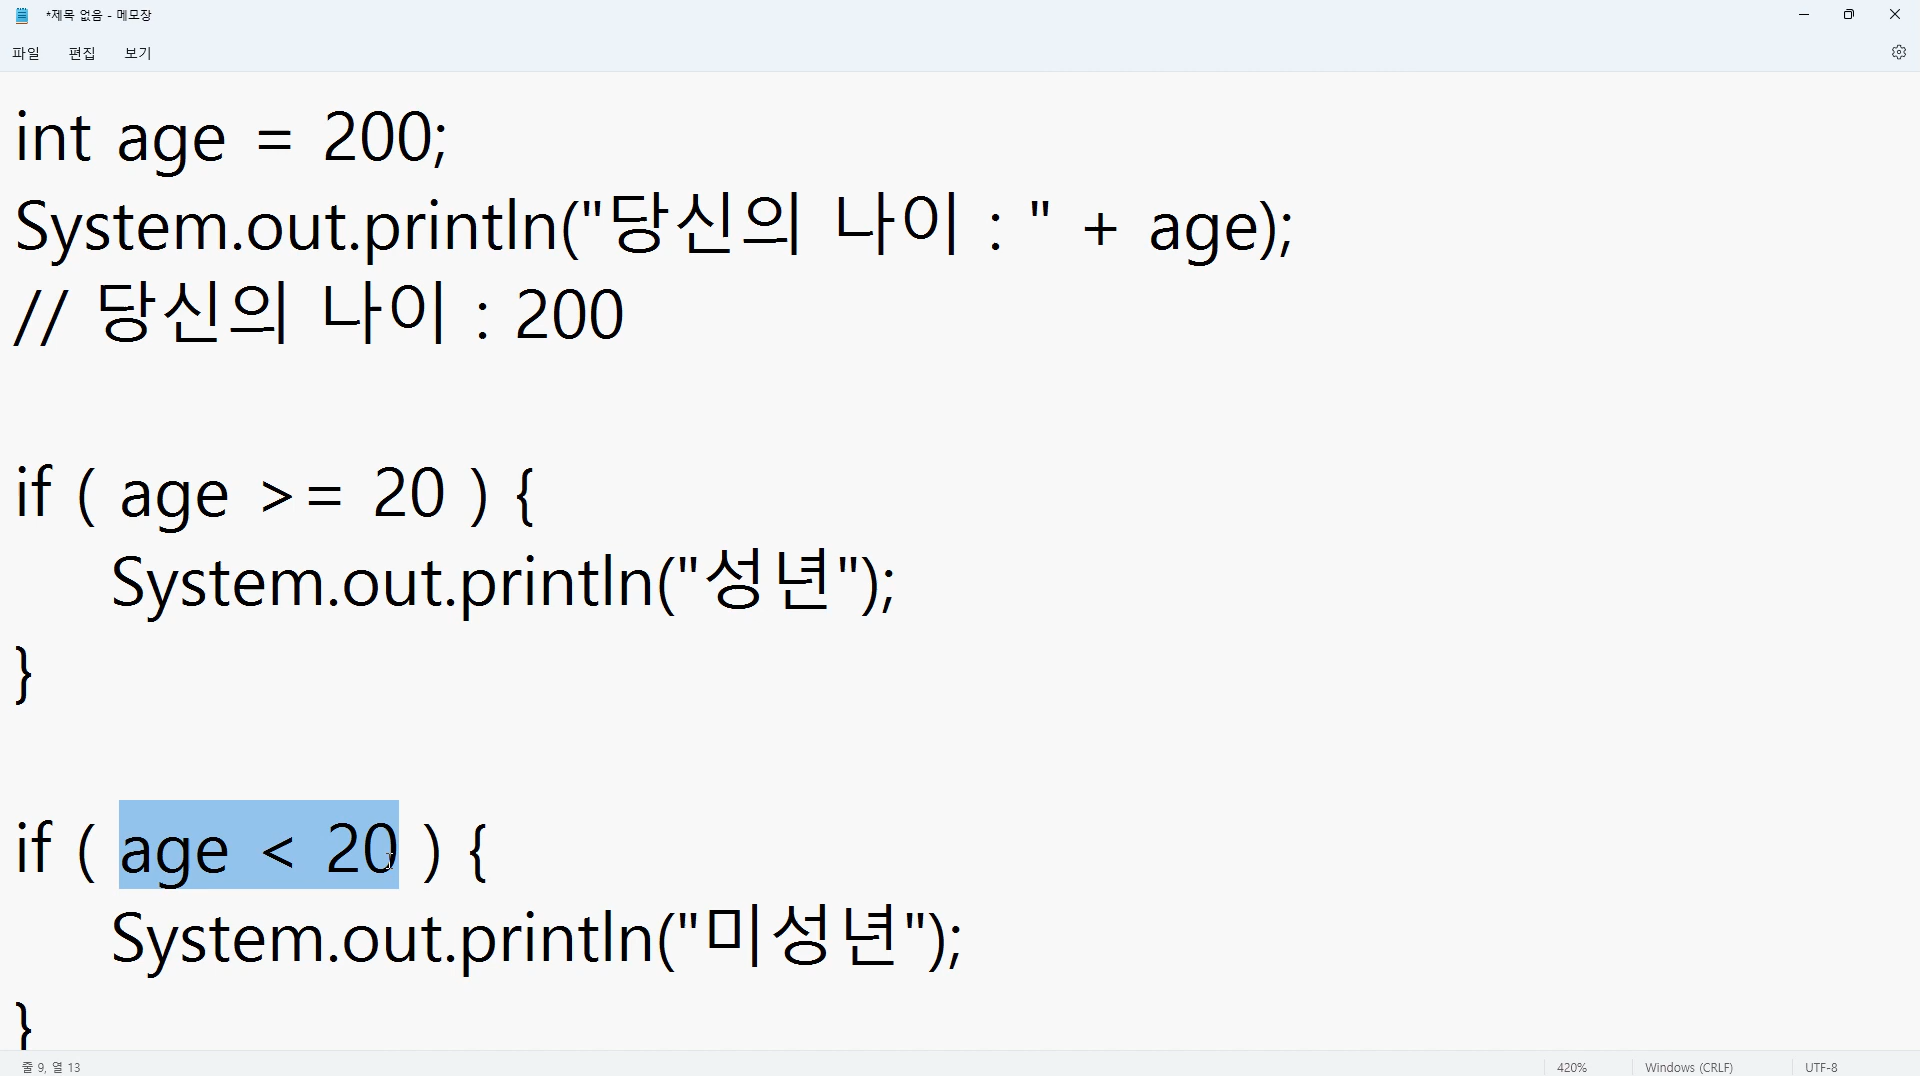 *제목 없음 - 메모장
파일 편집 보기
int age = 200;
System.out.println("당신의 나이 : " + age);
// 당신의 나이 : 200
if ( age >= 20 ) {
System.out.println("성년");
}
if ( age < 20 ) {
System.out.println("미성년");
}
줄 9, 열 13 420% Windows (CRLF) UTF-8